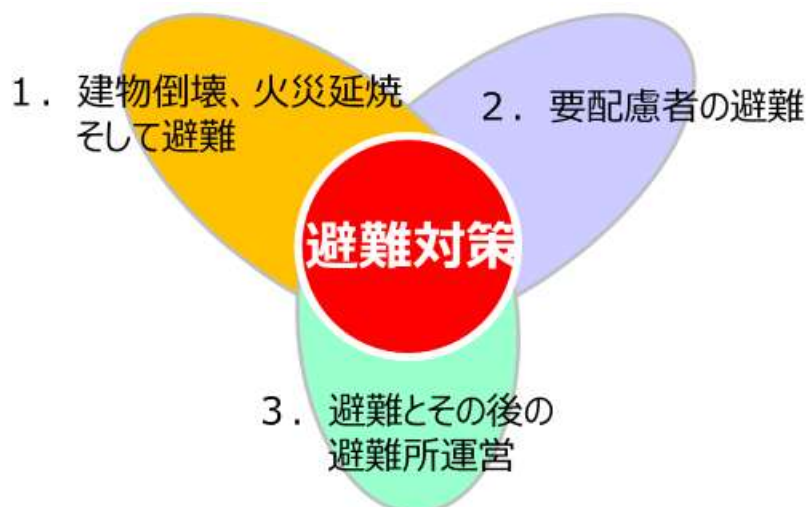 1．建物倒壊、火災延焼
そして避難
2．要配慮者の避難
避難対策
3．避難とその後の
避難所運営